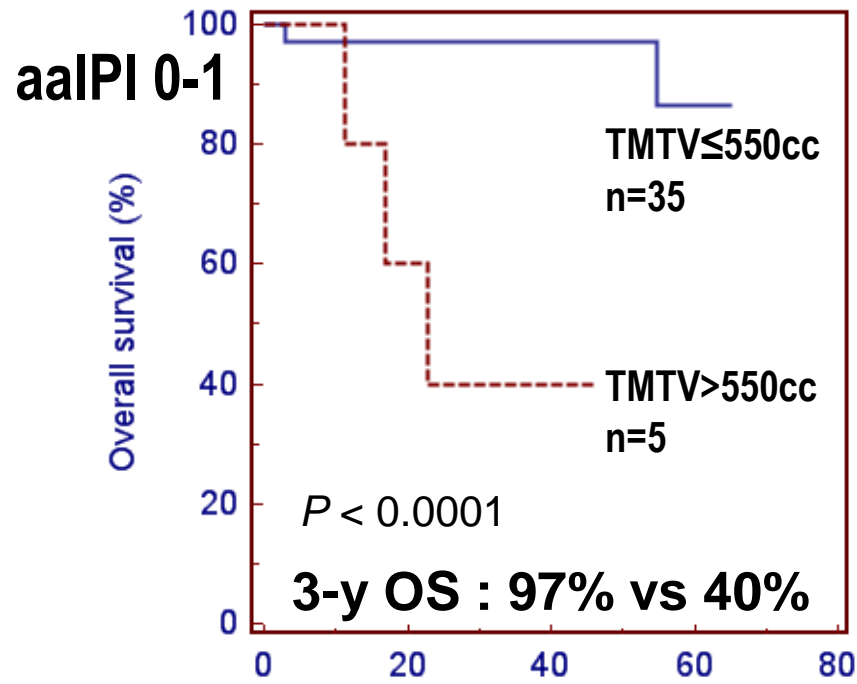 aaIPI 0-1
Overall survival (%)
100
80
60
40
20
0
TMTV≤550cc
n=35
TMTV>550cc
n=5
P < 0.0001
3-y OS : 97% vs 40%
0 20 40 60 80